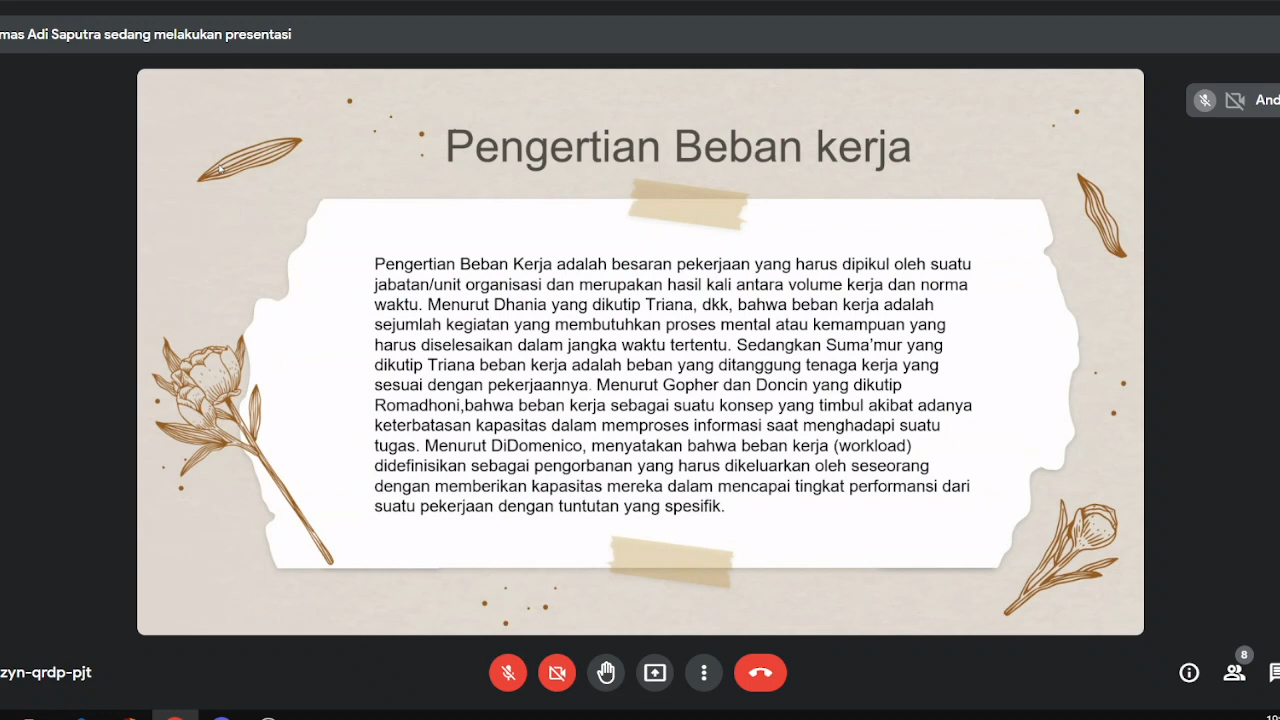 mas Adi Saputra sedang melakukan presentasi
And
Pengertian Beban kerja
Pengertian Beban Kerja adalah besaran pekerjaan yang harus dipikul oleh suatu
jabatan/unit organisasi dan merupakan hasil kali antara volume kerja dan norma
waktu. Menurut Dhania yang dikutip Triana, dkk, bahwa beban kerja adalah
sejumlah kegiatan yang membutuhkan proses mental atau kemampuan yang
harus diselesaikan dalam jangka waktu tertentu. Sedangkan Suma'mur yang
dikutip Triana beban kerja adalah beban yang ditanggung tenaga kerja yang
sesuai dengan pekerjaannya. Menurut Gopher dan Doncin yang dikutip
Romadhoni,bahwa beban kerja sebagai suatu konsep yang timbul akibat adanya
keterbatasan kapasitas dalam memproses informasi saat menghadapi suatu
tugas. Menurut DiDomenico, menyatakan bahwa beban kerja (workload)
didefinisikan sebagai pengorbanan yang harus dikeluarkan oleh seseorang
dengan memberikan kapasitas mereka dalam mencapai tingkat performansi dari
suatu pekerjaan dengan tuntutan yang spesifik.
zyn-qrdp-pjt
8